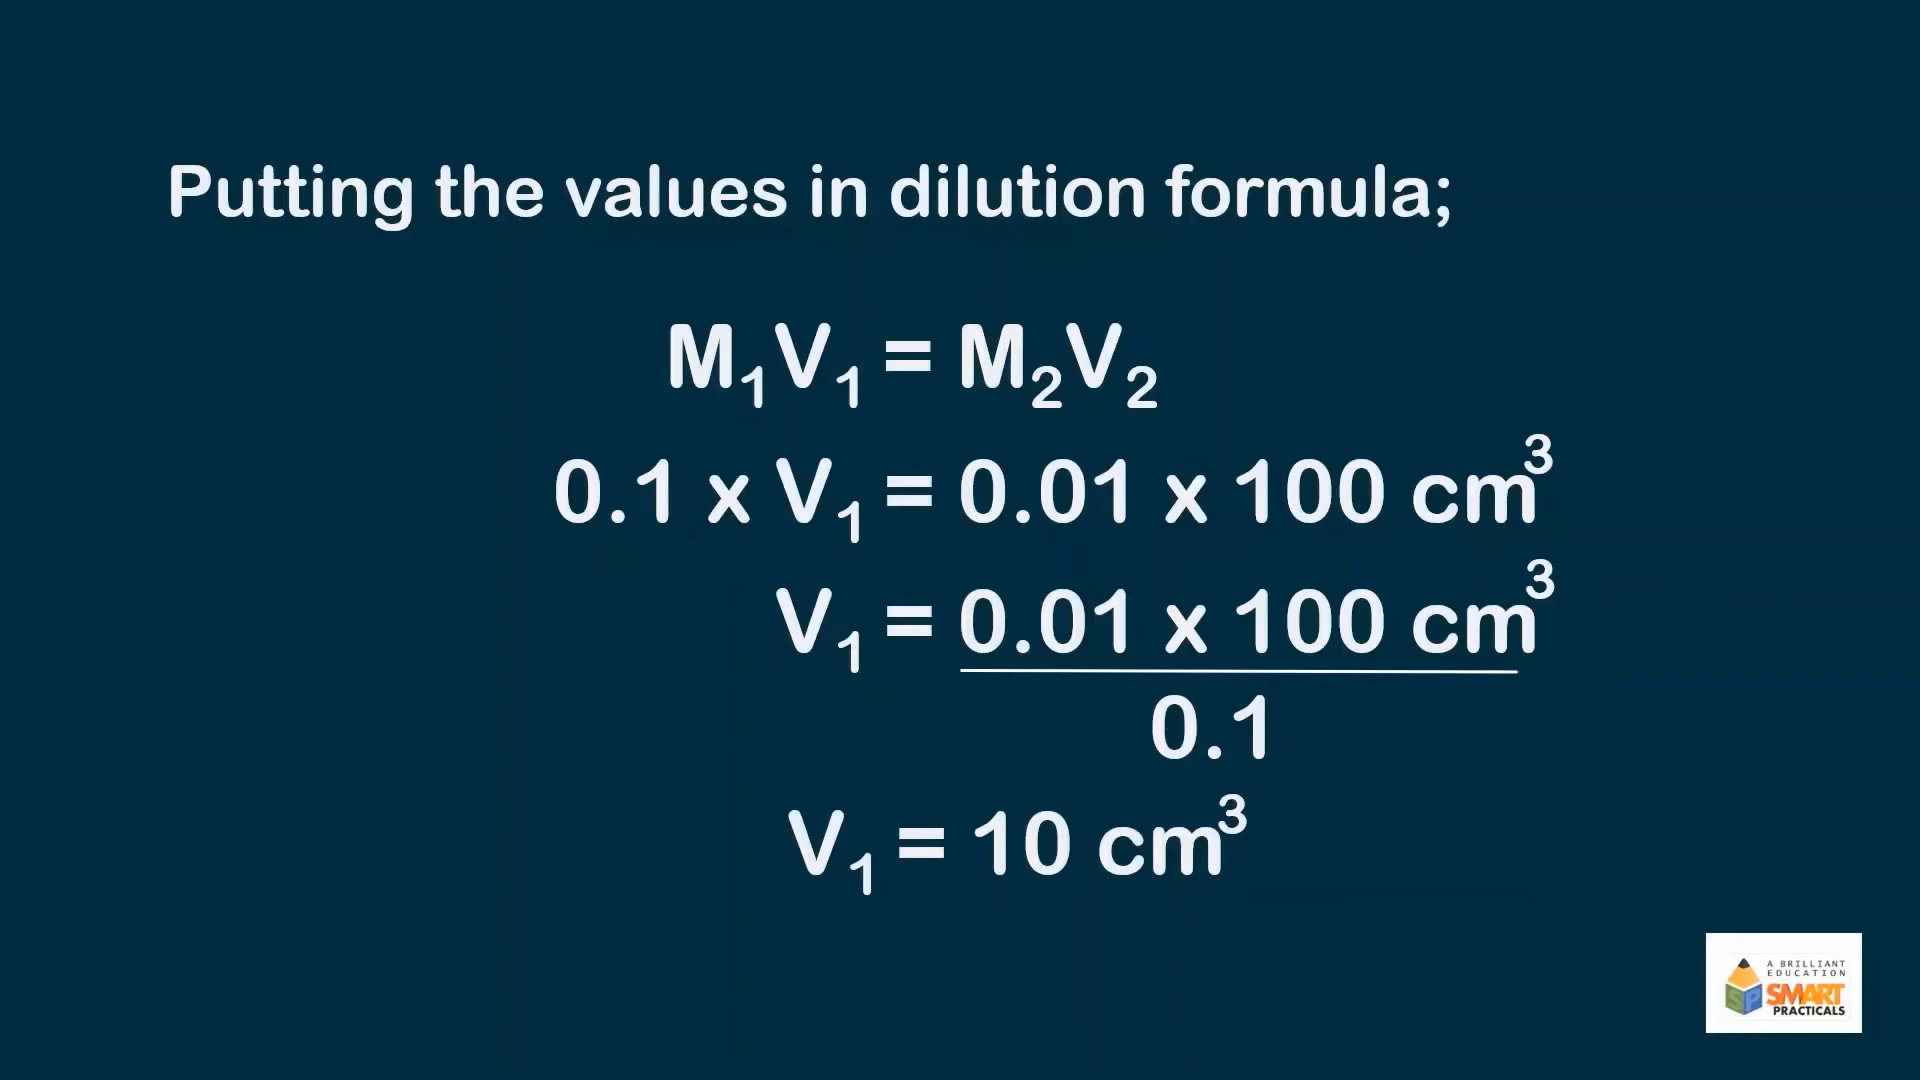 Putting the values in dilution formula;
M₁V₁ = M₂V₂
0.1 x V₁ = 0.01 x 100 cm³
V₁ = 0.01 x 100 cm³
0.1
V₁ = 10 cm³
A BRILLIANT
EDUCATION
SP SMART
PRACTICALS